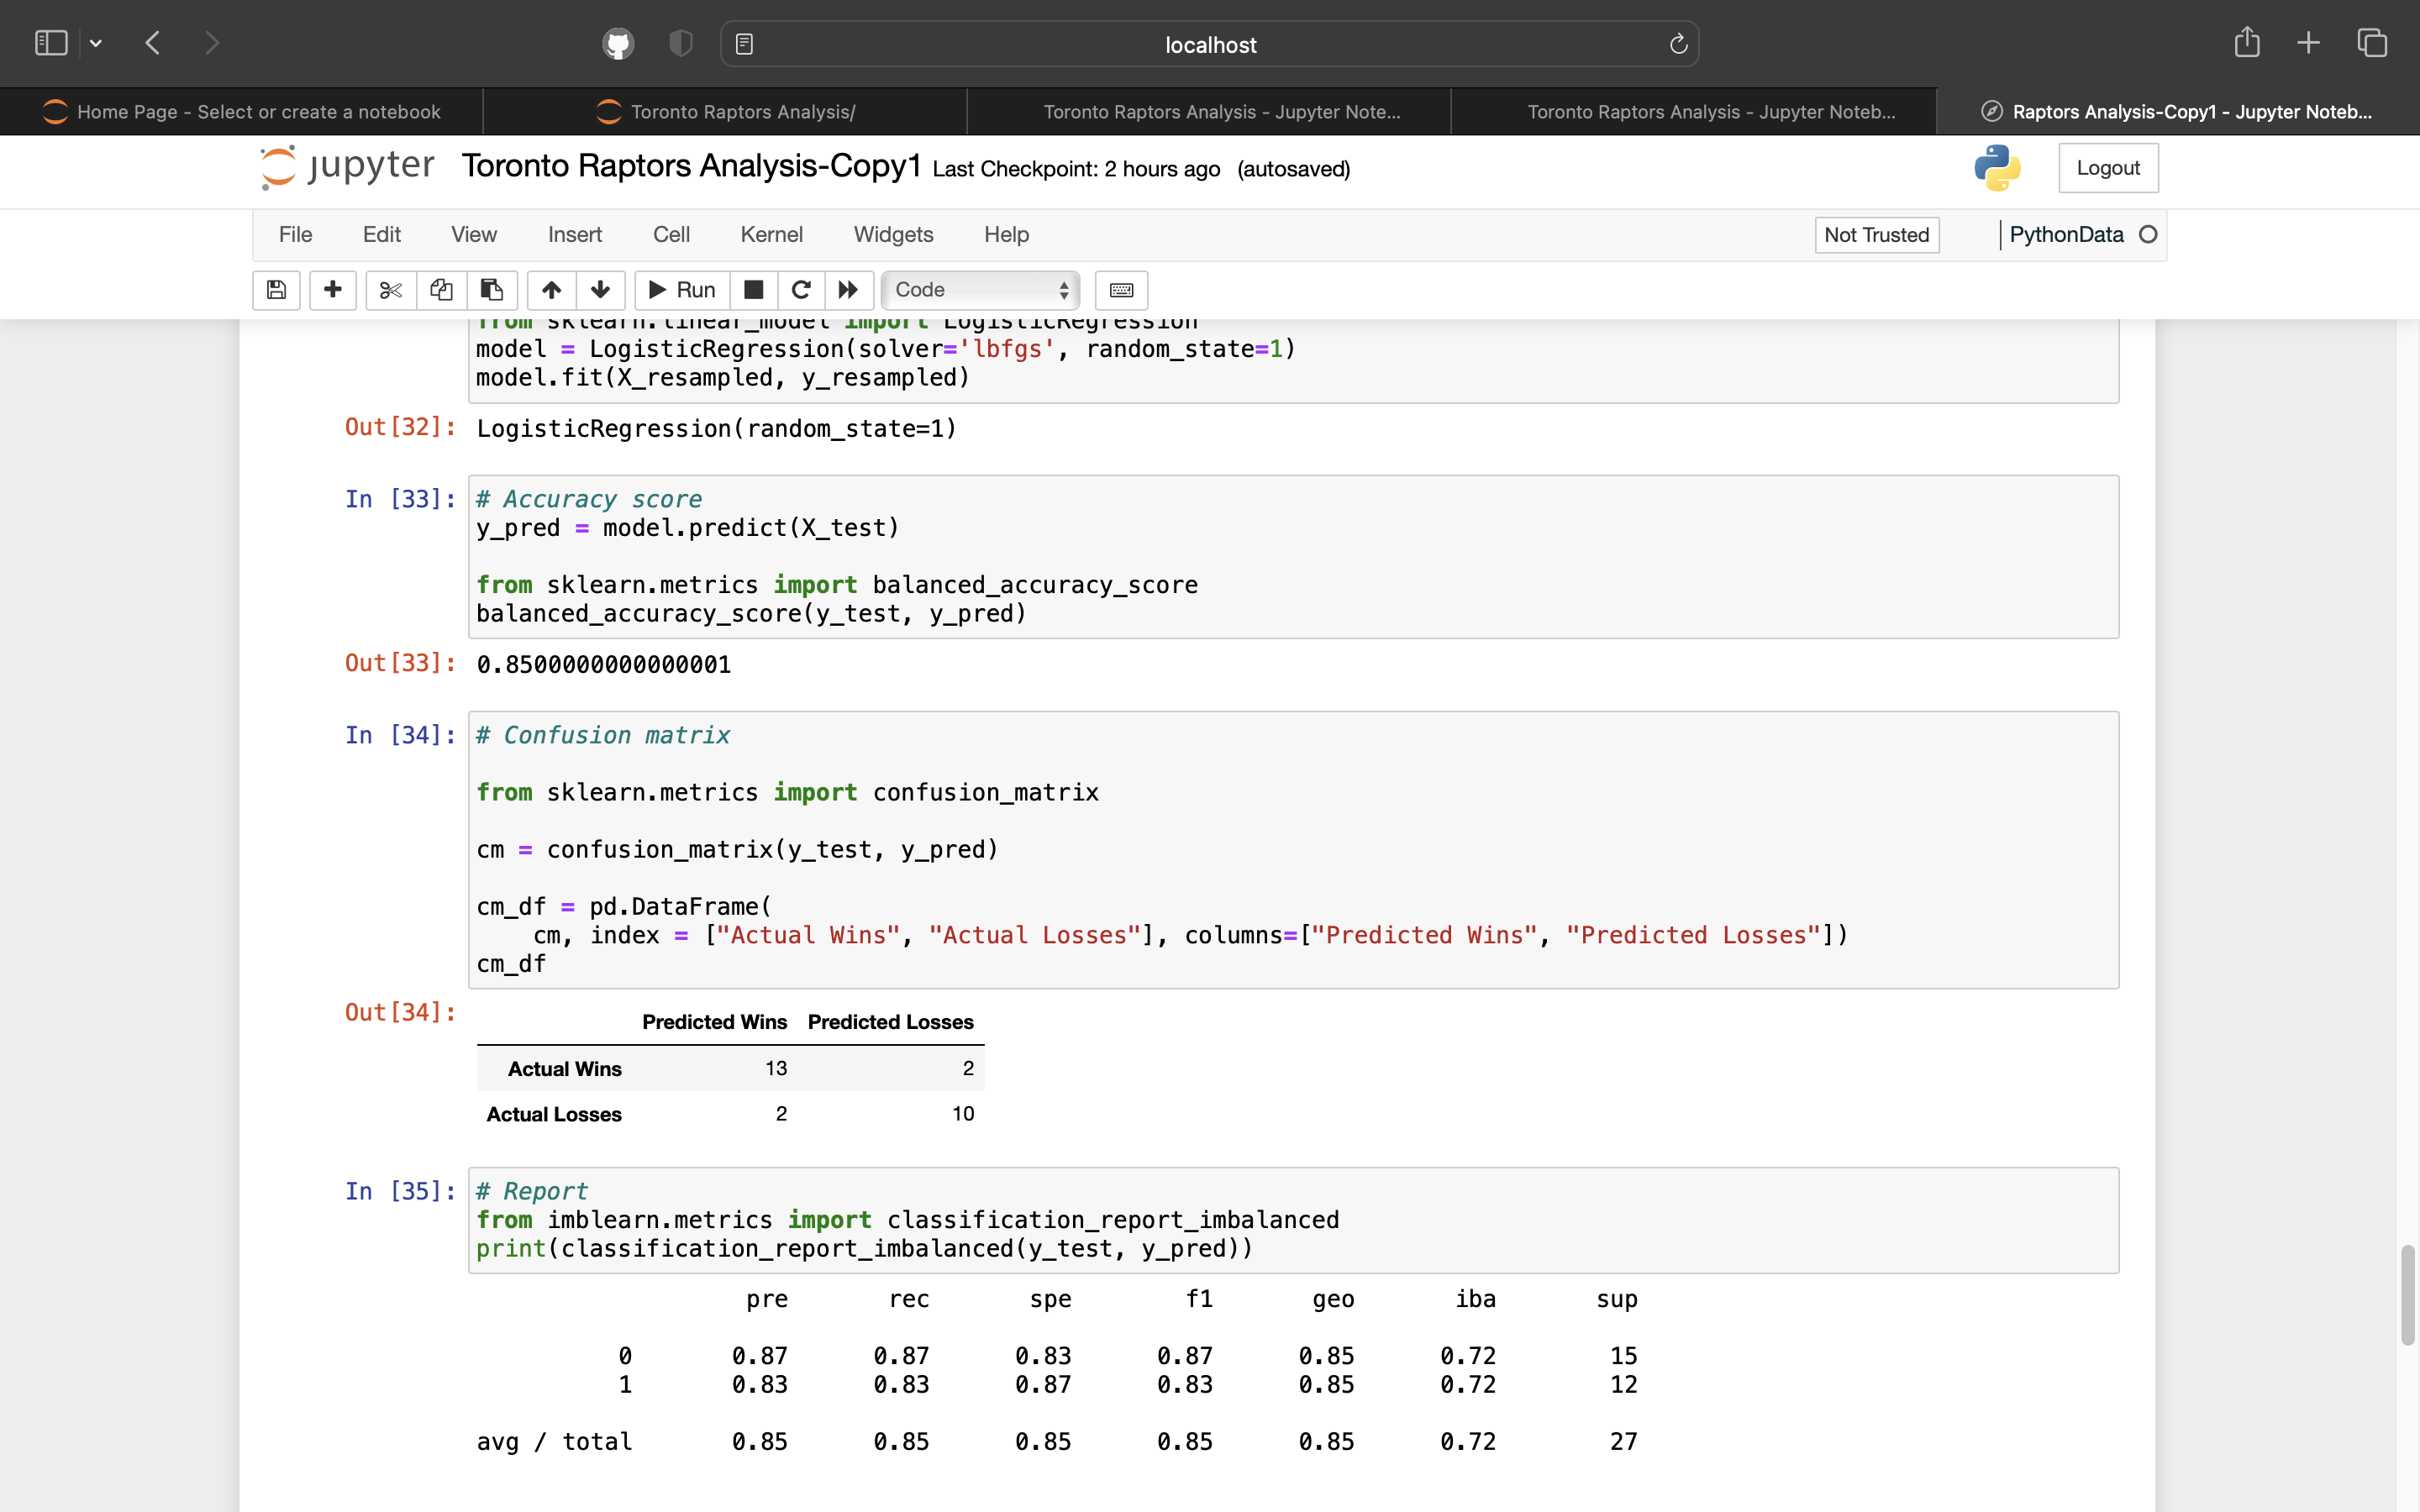 localhost
Home Page - Select or create a notebook
Toronto Raptors Analysis/
Toronto Raptors Analysis - Jupyter Note...
Toronto Raptors Analysis - Jupyter Noteb...
Raptors Analysis-Copy1 - Jupyter Noteb...
jupyter Toronto Raptors Analysis-Copy1 Last Checkpoint: 2 hours ago (autosaved)
Logout
File Edit View Insert Cell Kernel Widgets Help
Not Trusted
PythonData
Run
Code
from sklearn.linear_model import LogisticRegression
model = LogisticRegression(solver='lbfgs', random_state=1)
model.fit(X_resampled, y_resampled)
Out[32]: LogisticRegression(random_state=1)
In [33]: # Accuracy score
y_pred = model.predict(X_test)
from sklearn.metrics import balanced_accuracy_score
balanced_accuracy_score(y_test, y_pred)
Out[33]: 0.8500000000000001
In [34]: # Confusion matrix
from sklearn.metrics import confusion_matrix
cm = confusion_matrix(y_test, y_pred)
cm_df = pd.DataFrame(
cm, index = ["Actual Wins", "Actual Losses"], columns=["Predicted Wins", "Predicted Losses"])
cm_df
Out[34]:
Predicted Wins Predicted Losses
Actual Wins 13 2
Actual Losses 2 10
In [35]: # Report
from imblearn.metrics import classification_report_imbalanced
print(classification_report_imbalanced(y_test, y_pred))
pre rec spe f1 geo iba sup
0 0.87 0.87 0.83 0.87 0.85 0.72 15
1 0.83 0.83 0.87 0.83 0.85 0.72 12
avg / total 0.85 0.85 0.85 0.85 0.85 0.72 27